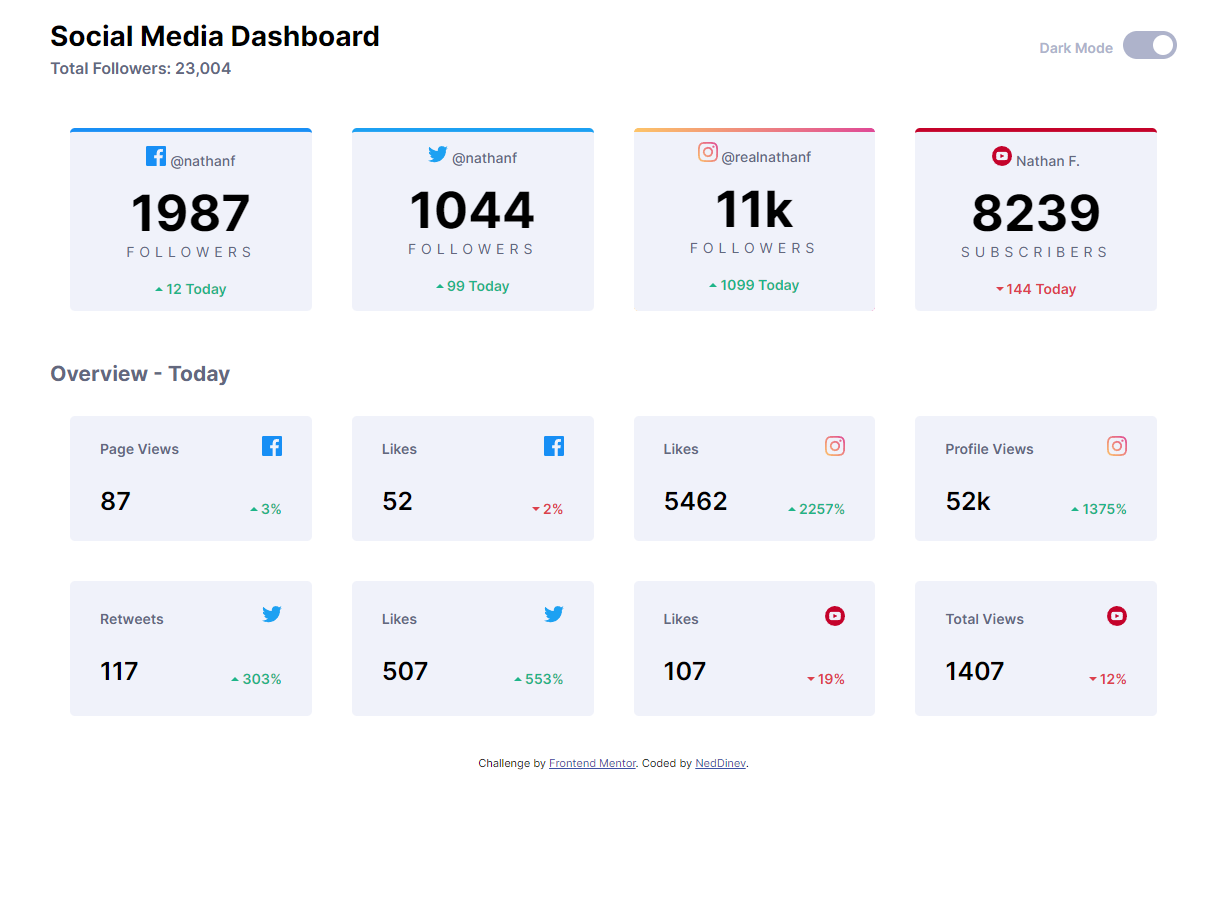 Social Media Dashboard
Total Followers: 23,004
Dark Mode
@nathanf
1987
FOLLOWERS
12 Today
@nathanf
1044
FOLLOWERS
99 Today
@realnathanf
11k
FOLLOWERS
1099 Today
Nathan F.
8239
SUBSCRIBERS
144 Today
Overview - Today
Page Views
87
3%
Likes
52
2%
Likes
5462
2257%
Profile Views
52k
1375%
Retweets
117
303%
Likes
507
553%
Likes
107
19%
Total Views
1407
12%
Challenge by Frontend Mentor. Coded by NedDinev.